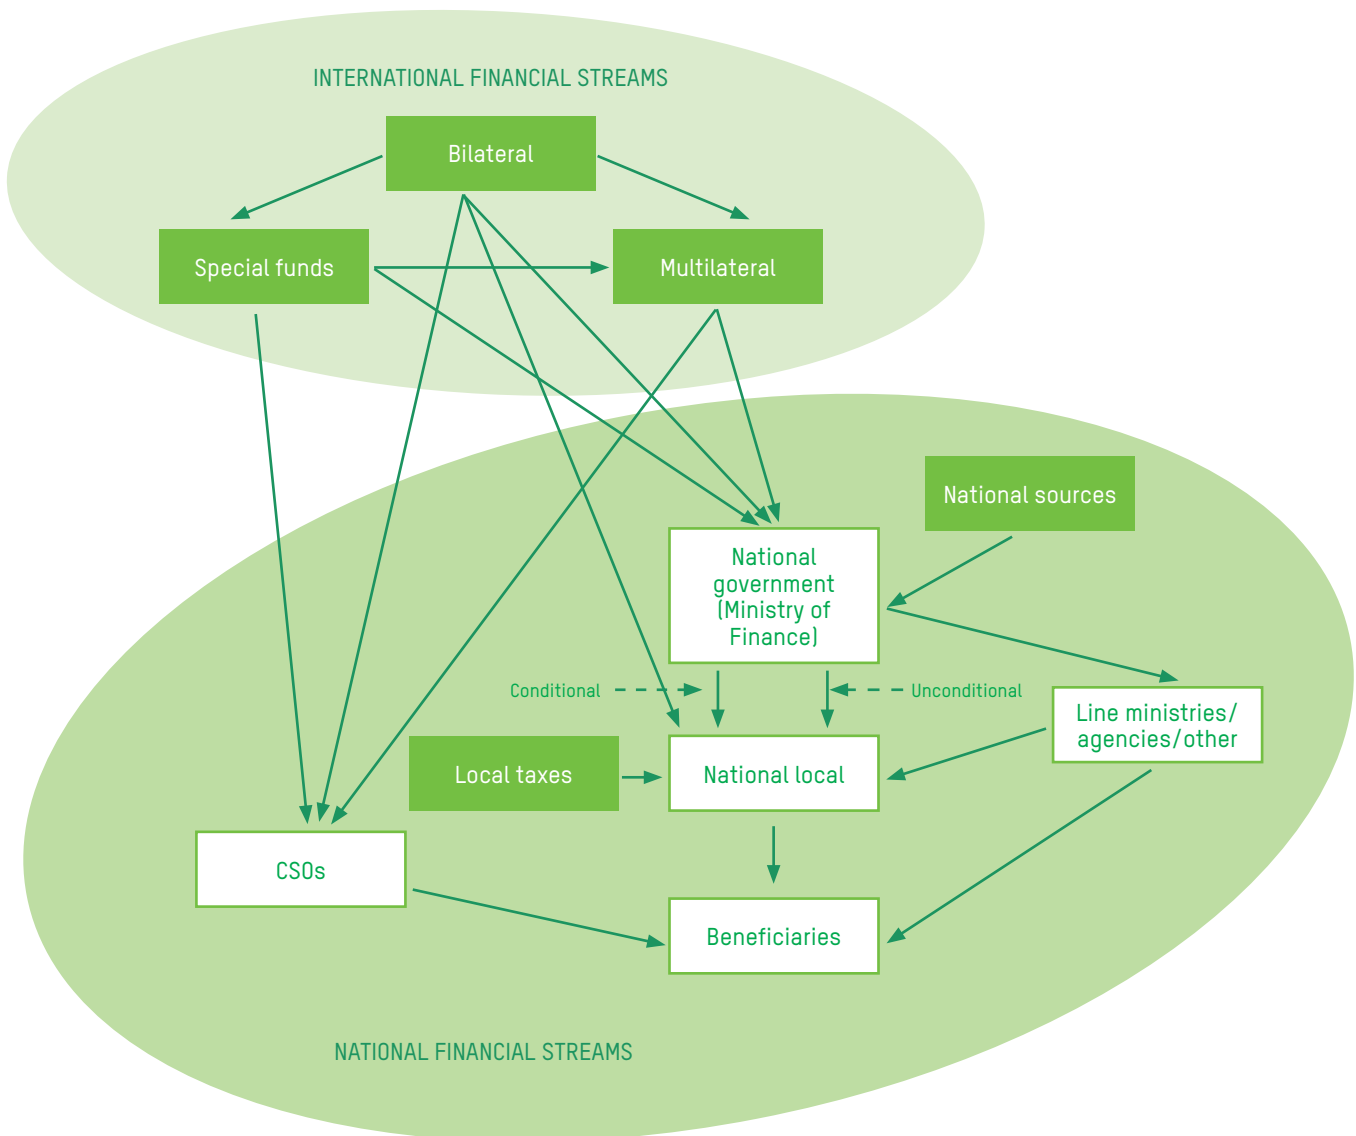 INTERNATIONAL FINANCIAL STREAMS
Bilateral
Special funds
Multilateral
National sources
National
government
(Ministry of
Finance)
Conditional
Unconditional
Line ministries/
agencies/other
Local taxes
National local
CSOs
Beneficiaries
NATIONAL FINANCIAL STREAMS